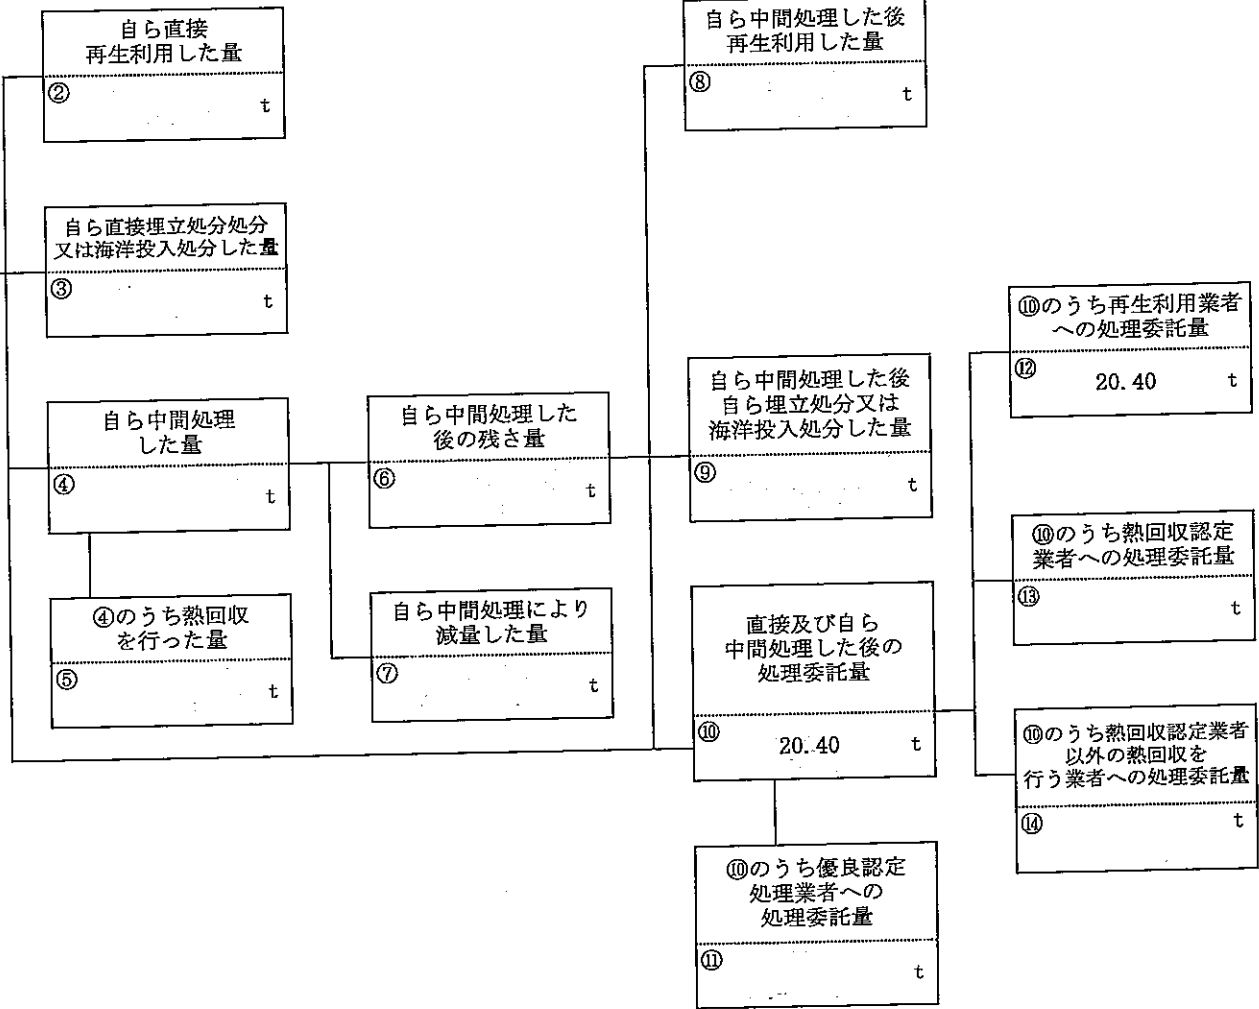 自ら直接
再生利用した量
②
t
自ら直接埋立処分処分
又は海洋投入処分した量
③
t
自ら中間処理
した量
④
t
④のうち熱回収
を行った量
⑤
t
自ら中間処理した
後の残さ量
⑥
t
自ら中間処理により
減量した量
⑦
t
自ら中間処理した後
再生利用した量
⑧
t
自ら中間処理した後
自ら埋立処分又は
海洋投入処分した量
⑨
t
直接及び自ら
中間処理した後の
処理委託量
⑩ 20.40 t
⑩のうち優良認定
処理業者への
処理委託量
⑪
t
⑩のうち再生利用業者
への処理委託量
⑫ 20.40 t
⑩のうち熱回収認定
業者への処理委託量
⑬
t
⑩のうち熱回収認定業者
以外の熱回収を
行う業者への処理委託量
⑭
t